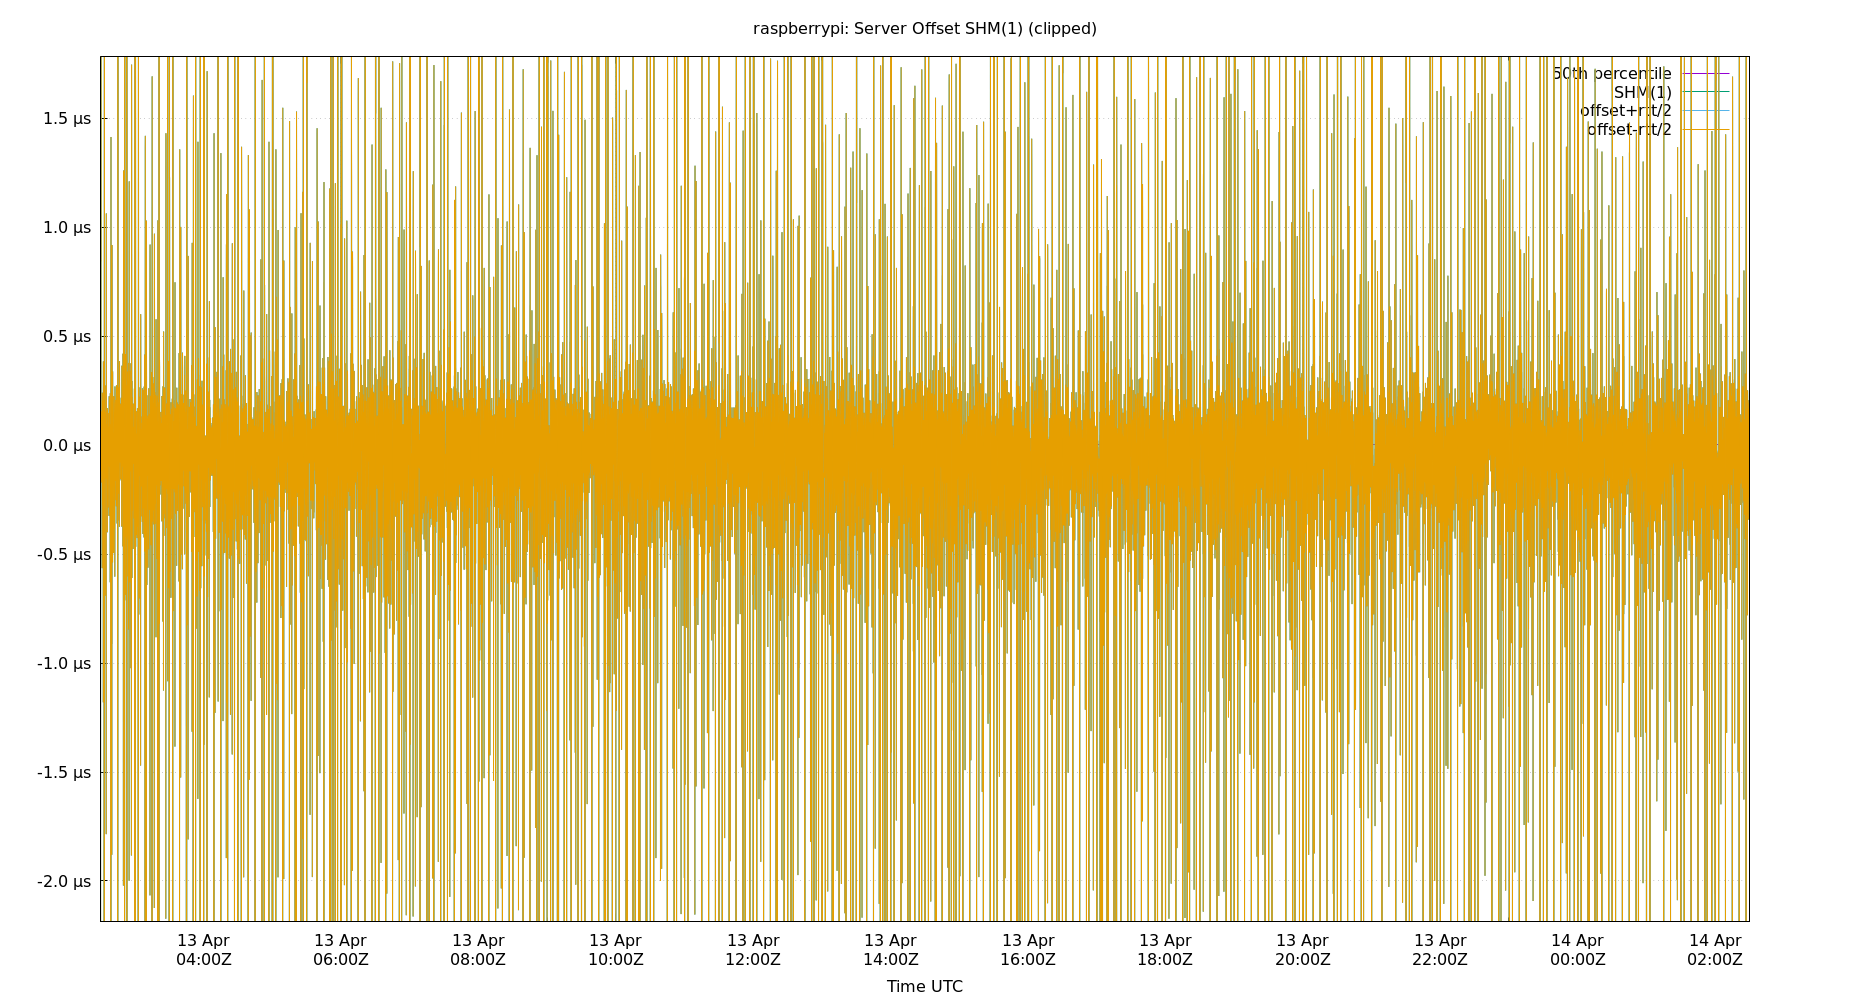 raspberrypi: Server Offset SHM(1) (clipped)
50th percentile
SHM(1)
offset+rtt/2
offset-rtt/2
1.5 µs
1.0 µs
0.5 µs
0.0 µs
-0.5 µs
-1.0 µs
-1.5 µs
-2.0 µs
13 Apr 13 Apr 13 Apr 13 Apr 13 Apr 13 Apr 13 Apr 13 Apr 13 Apr 13 Apr 14 Apr 14 Apr
04:00Z 06:00Z 08:00Z 10:00Z 12:00Z 14:00Z 16:00Z 18:00Z 20:00Z 22:00Z 00:00Z 02:00Z
Time UTC